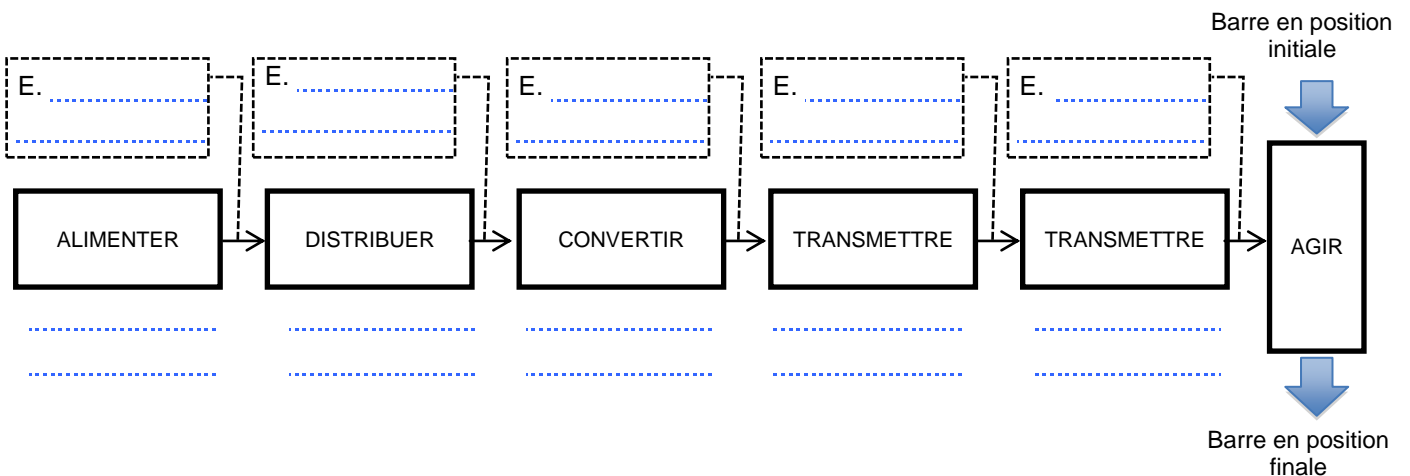 Barre en position
initiale
E.
E.
E.
E.
E.
ALIMENTER
DISTRIBUER
CONVERTIR
TRANSMETTRE
TRANSMETTRE
AGIR
Barre en position
finale